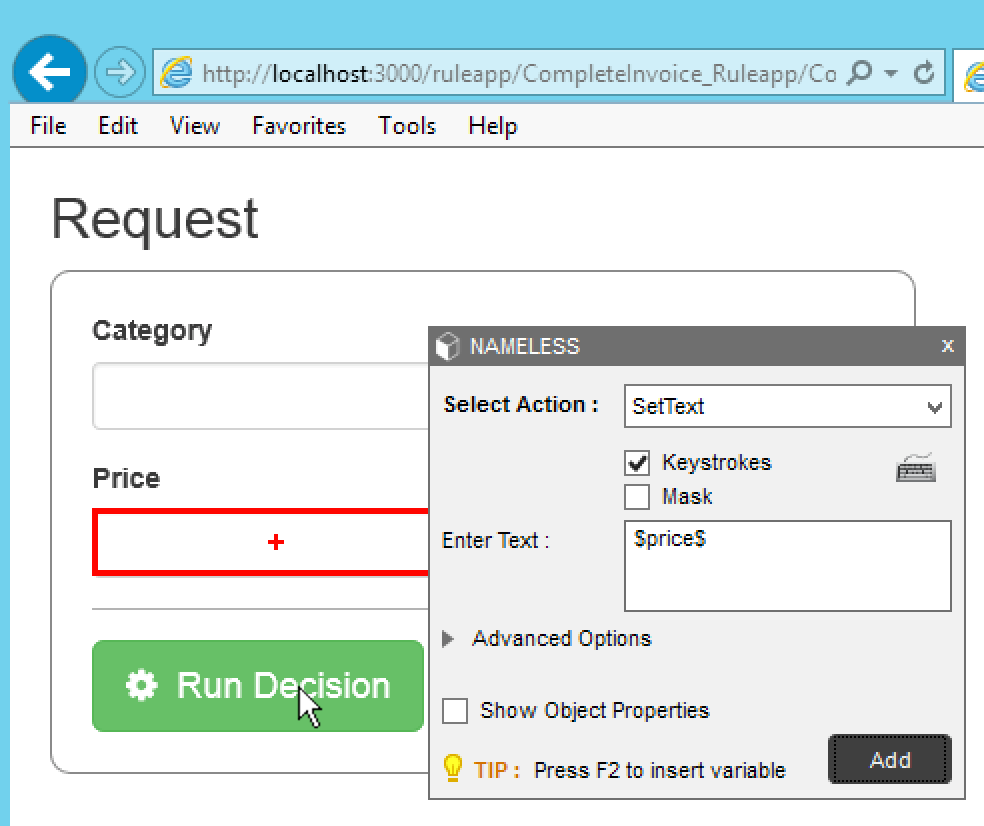 http://localhost:3000/ruleapp/CompleteInvoice_Ruleapp/Co
File Edit View Favorites Tools Help
Request
Category
NAMELESS x
Select Action : SetText
Keystrokes
Mask
Price
Enter Text : $price$
Advanced Options
Run Decision
Show Object Properties
TIP : Press F2 to insert variable
Add